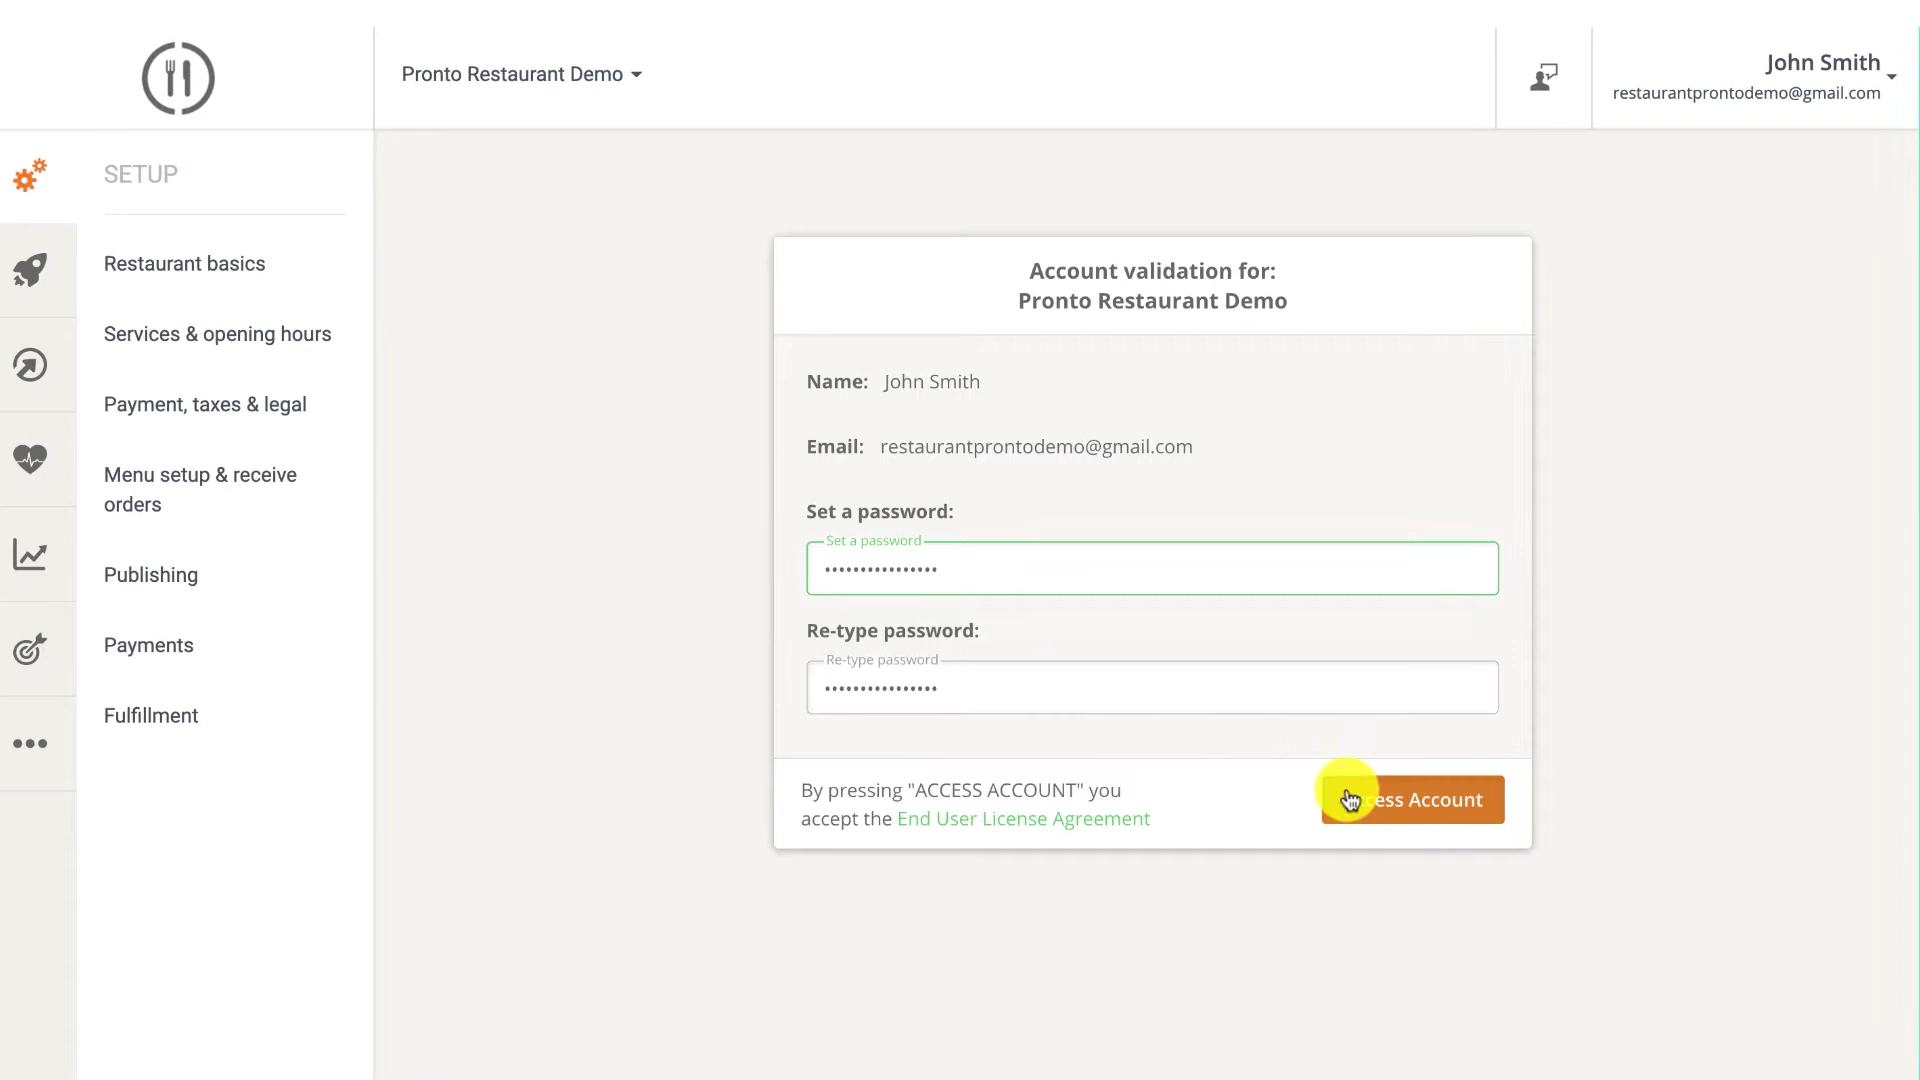 Pronto Restaurant Demo
John Smith
restaurantprontodemo@gmail.com
SETUP
Restaurant basics
Services & opening hours
Payment, taxes & legal
Menu setup & receive
orders
Publishing
Payments
Fulfillment
Account validation for:
Pronto Restaurant Demo
Name: John Smith
Email: restaurantprontodemo@gmail.com
Set a password:
Set a password
••••••••••••••••
Re-type password:
Re-type password
••••••••••••••••
By pressing "ACCESS ACCOUNT" you
accept the End User License Agreement
Account